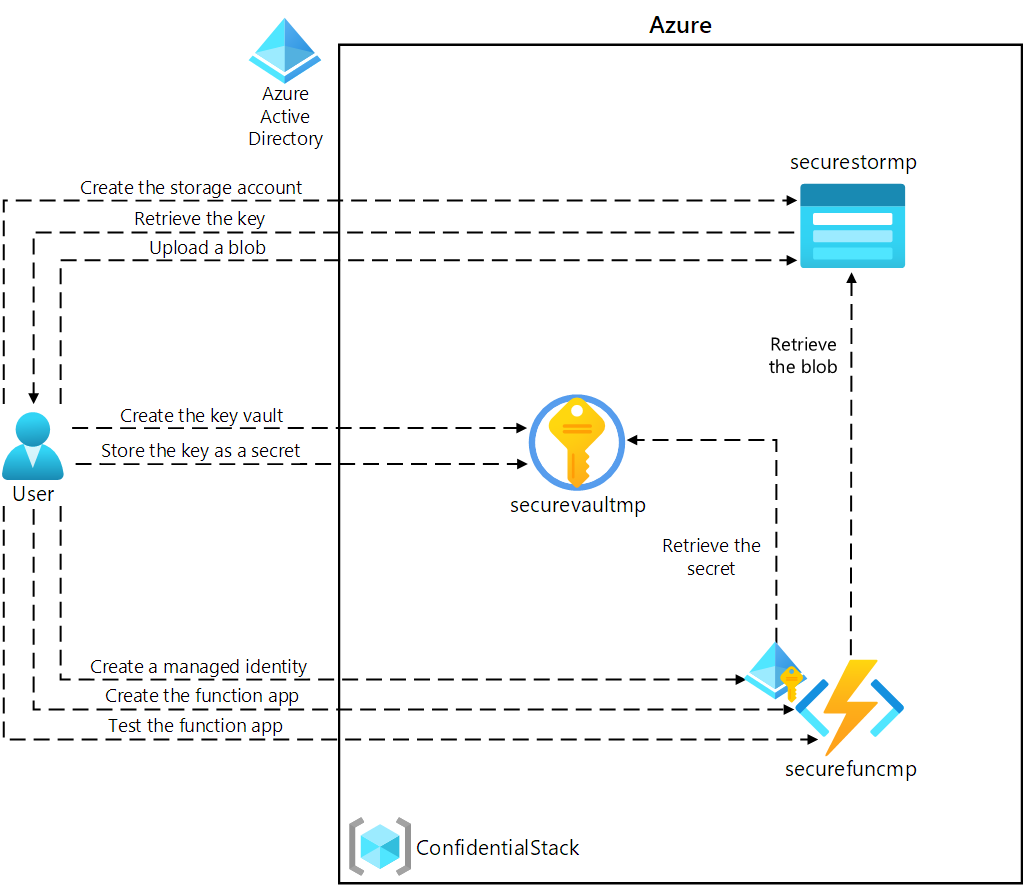 Azure
Azure
Active
Directory
securestormp
Create the storage account
Retrieve the key
Upload a blob
Retrieve
the blob
Create the key vault
Store the key as a secret
User
securevaultmp
Retrieve the
secret
Create a managed identity
Create the function app
Test the function app
securefuncmp
ConfidentialStack